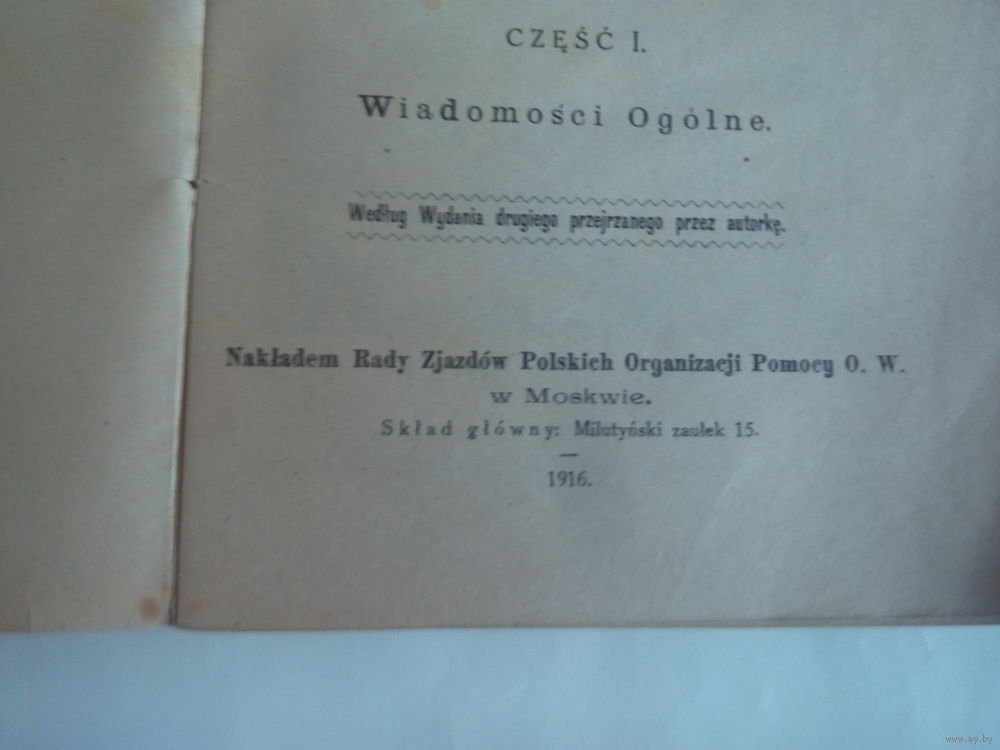 CZĘŚĆ I.
Wiadomości Ogólne.
Według Wydania drugiego przejrzanego przez autorkę.
Nakładem Rady Zjazdów Polskich Organizacji Pomocy O. W.
w Moskwie.
Skład główny: Milutyński zaułek 15.
1916.
www.ay.by